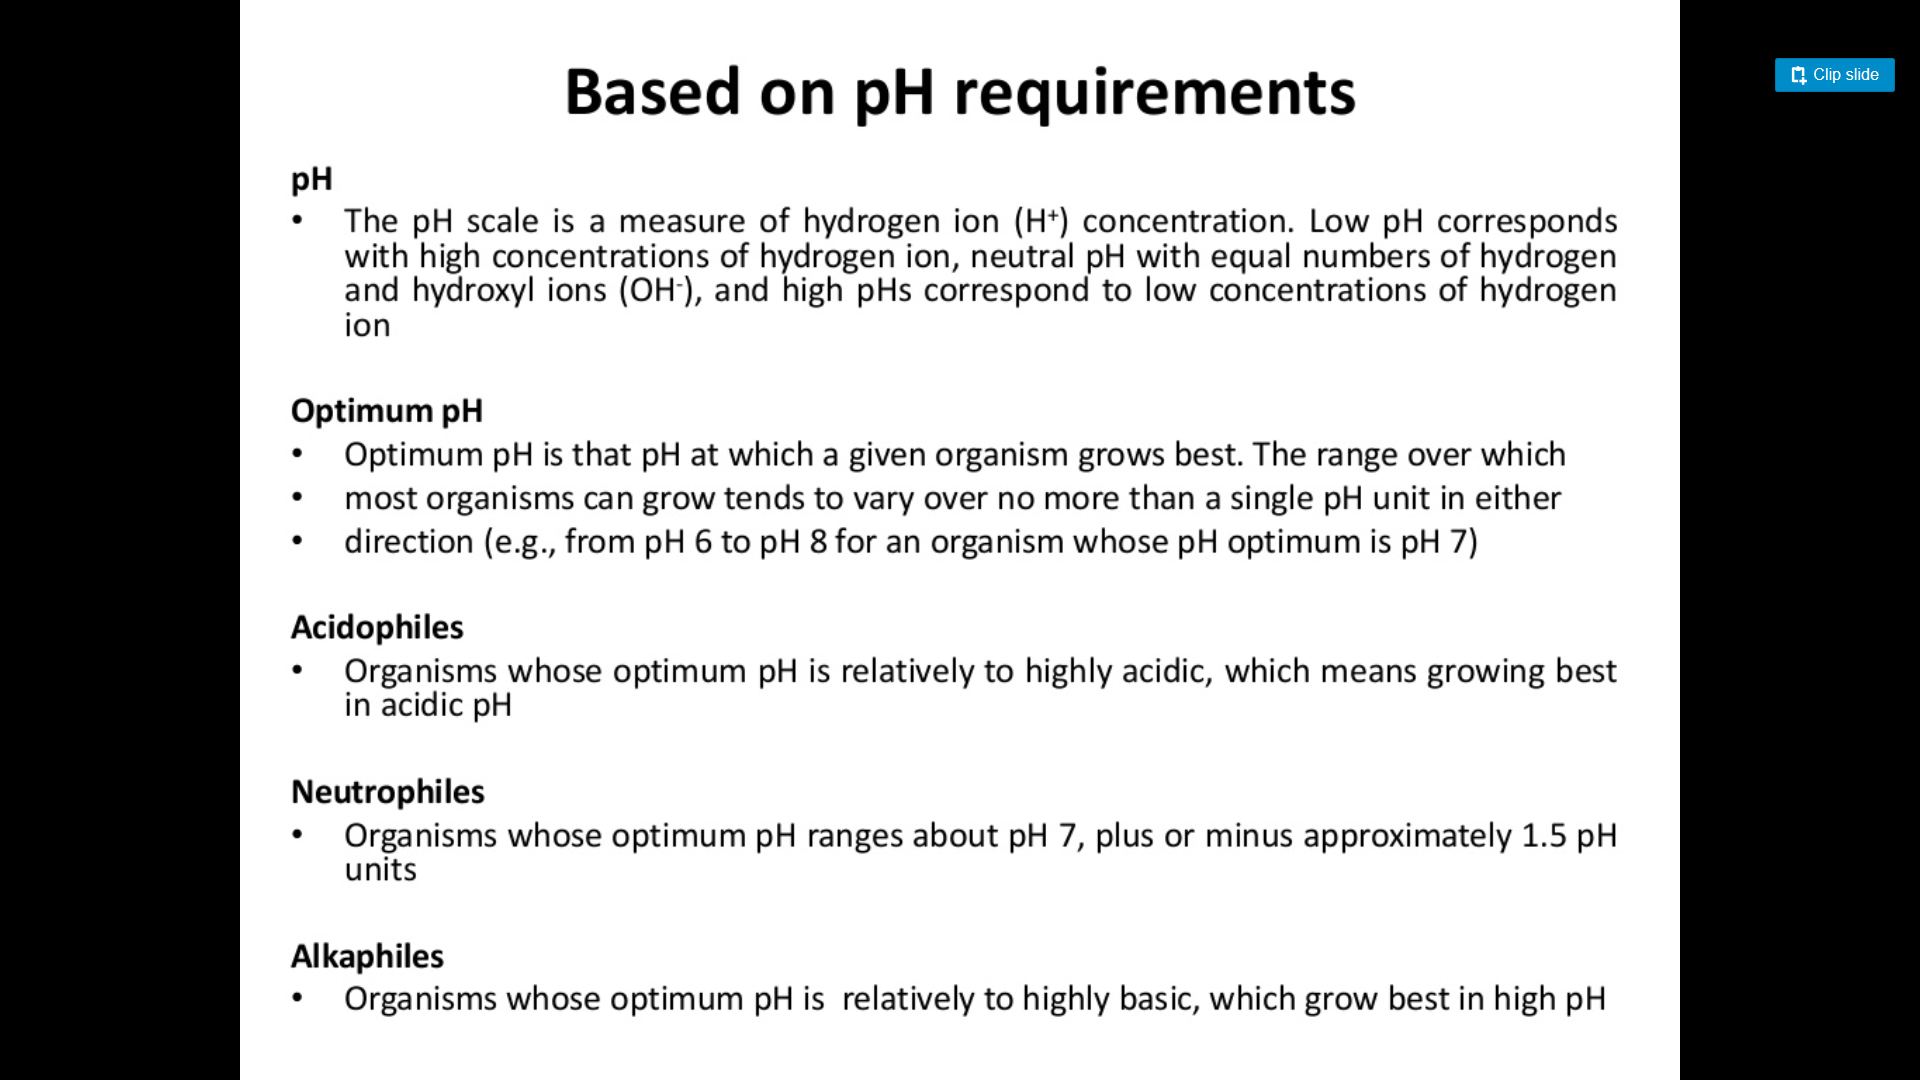 Based on pH requirements
Clip slide
pH
• The pH scale is a measure of hydrogen ion (H⁺) concentration. Low pH corresponds
with high concentrations of hydrogen ion, neutral pH with equal numbers of hydrogen
and hydroxyl ions (OH⁻), and high pHs correspond to low concentrations of hydrogen
ion
Optimum pH
• Optimum pH is that pH at which a given organism grows best. The range over which
• most organisms can grow tends to vary over no more than a single pH unit in either
• direction (e.g., from pH 6 to pH 8 for an organism whose pH optimum is pH 7)
Acidophiles
• Organisms whose optimum pH is relatively to highly acidic, which means growing best
in acidic pH
Neutrophiles
• Organisms whose optimum pH ranges about pH 7, plus or minus approximately 1.5 pH
units
Alkaphiles
• Organisms whose optimum pH is relatively to highly basic, which grow best in high pH